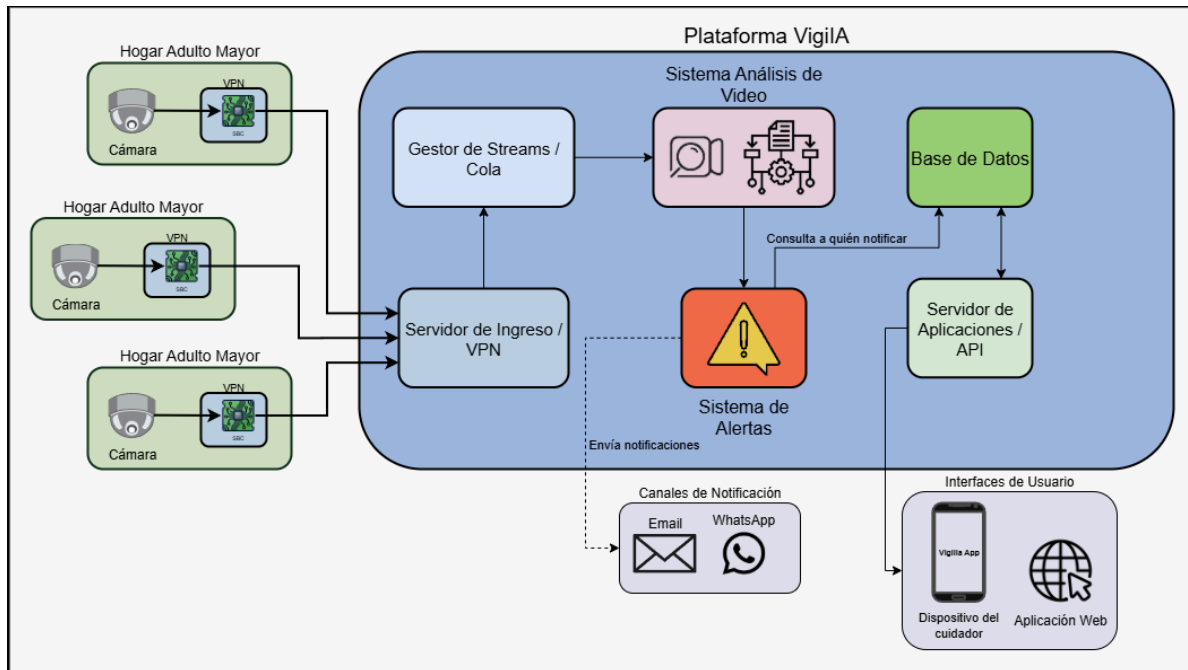 Plataforma VigilA
Hogar Adulto Mayor
VPN
SBC
Cámara
Hogar Adulto Mayor
VPN
SBC
Cámara
Hogar Adulto Mayor
VPN
SBC
Cámara
Servidor de Ingreso /
VPN
Gestor de Streams /
Cola
Sistema Análisis de
Video
Base de Datos
Consulta a quién notificar
Sistema de
Alertas
Servidor de
Aplicaciones /
API
Envía notificaciones
Canales de Notificación
Email
WhatsApp
Interfaces de Usuario
Vigilia App
Dispositivo del
cuidador
Aplicación Web